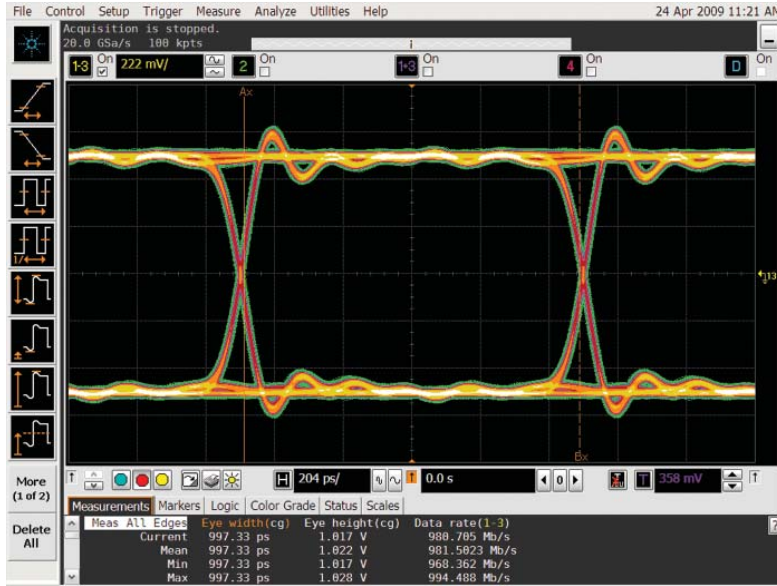 File Control Setup Trigger Measure Analyze Utilities Help 24 Apr 2009 11:21 AM
Acquisition is stopped.
20.0 GSa/s 100 kpts
1-3 On 222 mV/ 2 On 1+3 On 4 On D On
Ax
13
Bx
More
(1 of 2)
Delete
All
H 204 ps/ 0.0 s 0 T 358 mV
Measurements Markers Logic Color Grade Status Scales
Meas All Edges Eye width(cg) Eye height(cg) Data rate(1-3)
Current 997.33 ps 1.017 V 980.705 Mb/s
Mean 997.33 ps 1.022 V 981.5023 Mb/s
Min 997.33 ps 1.017 V 968.362 Mb/s
Max 997.33 ps 1.028 V 994.488 Mb/s